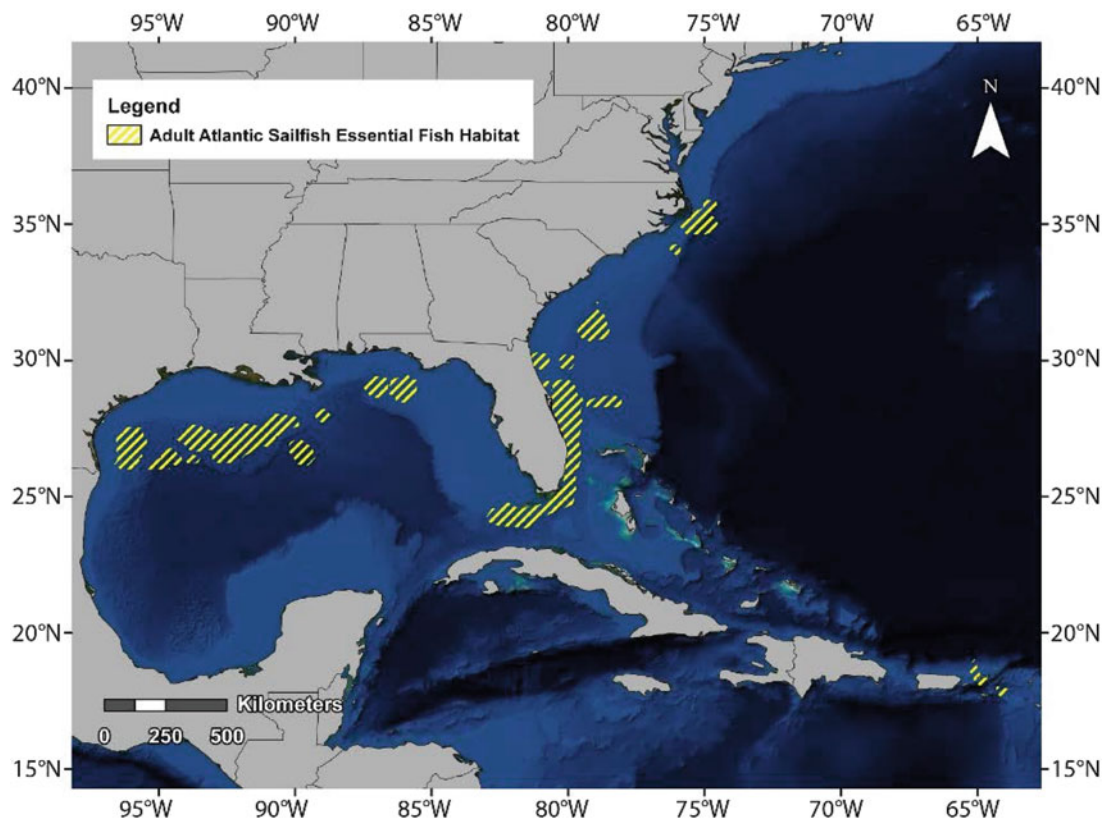 95°W 90°W 85°W 80°W 75°W 70°W 65°W
40°N 40°N
Legend
Adult Atlantic Sailfish Essential Fish Habitat
N
35°N 35°N
30°N 30°N
25°N 25°N
20°N 20°N
Kilometers
0 250 500
15°N 15°N
95°W 90°W 85°W 80°W 75°W 70°W 65°W